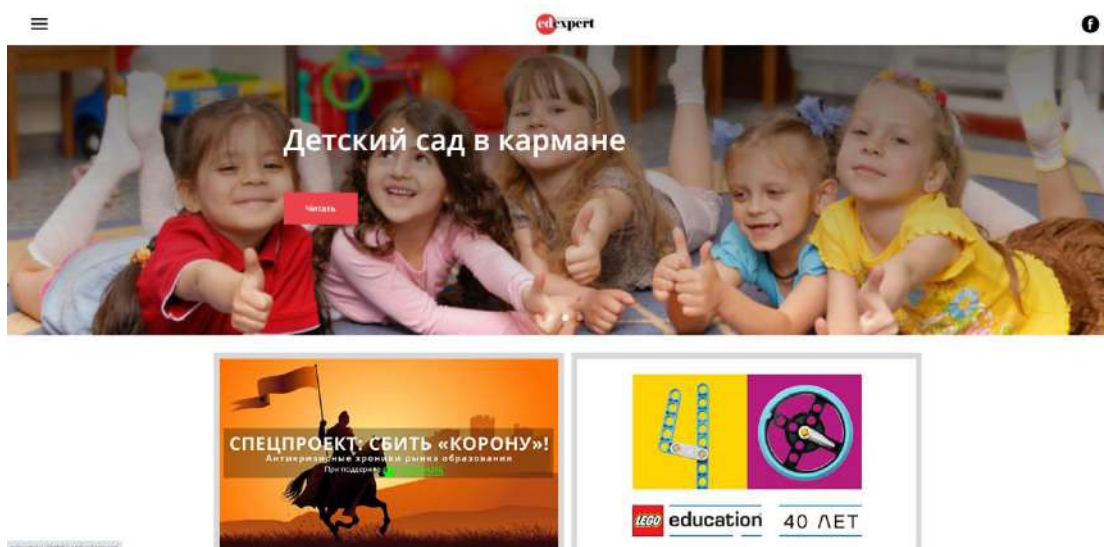 edexpert
Детский сад в кармане
Читать
СПЕЦПРОЕКТ: СБИТЬ «КОРОНУ»!
Антикризисные хроники рынка образования
При поддержке
LEGO education 40 ЛЕТ